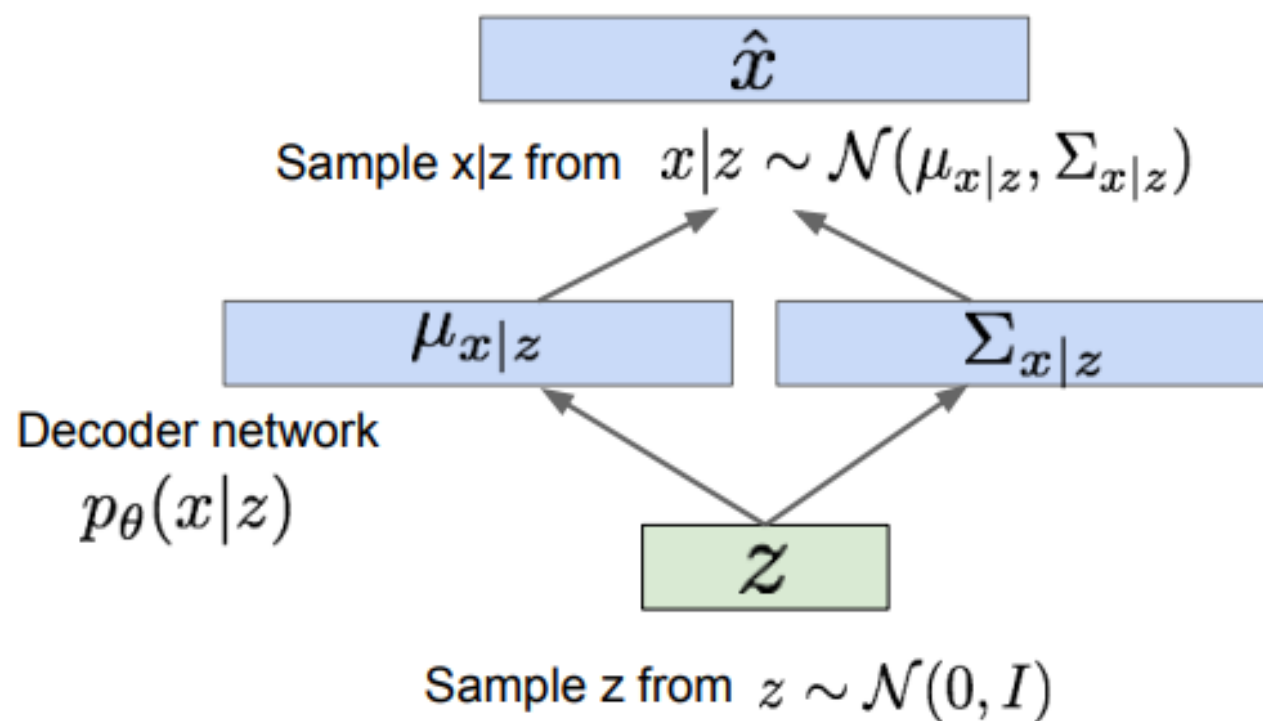 x̂
Sample x|z from x|z ∼ 𝒩(μ_{x|z}, Σ_{x|z})
μ_{x|z}
Σ_{x|z}
Decoder network
p_θ(x|z)
z
Sample z from z ∼ 𝒩(0, I)